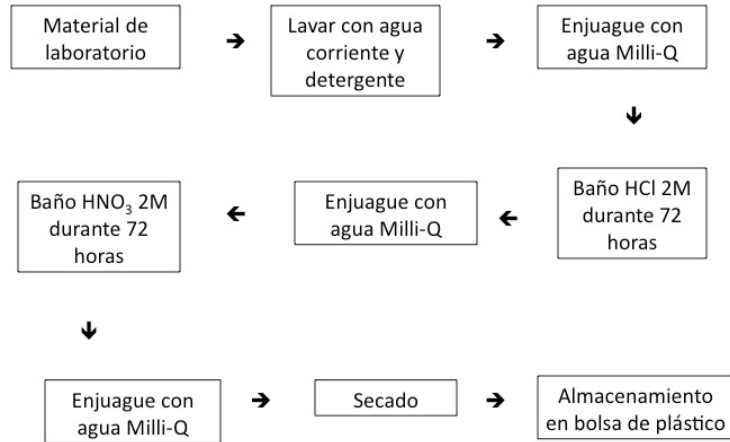 Material de
laboratorio
Lavar con agua
corriente y
detergente
Enjuague con
agua Milli-Q
Baño HCl 2M
durante 72
horas
Enjuague con
agua Milli-Q
Baño HNO₃ 2M
durante 72
horas
Enjuague con
agua Milli-Q
Secado
Almacenamiento
en bolsa de plástico